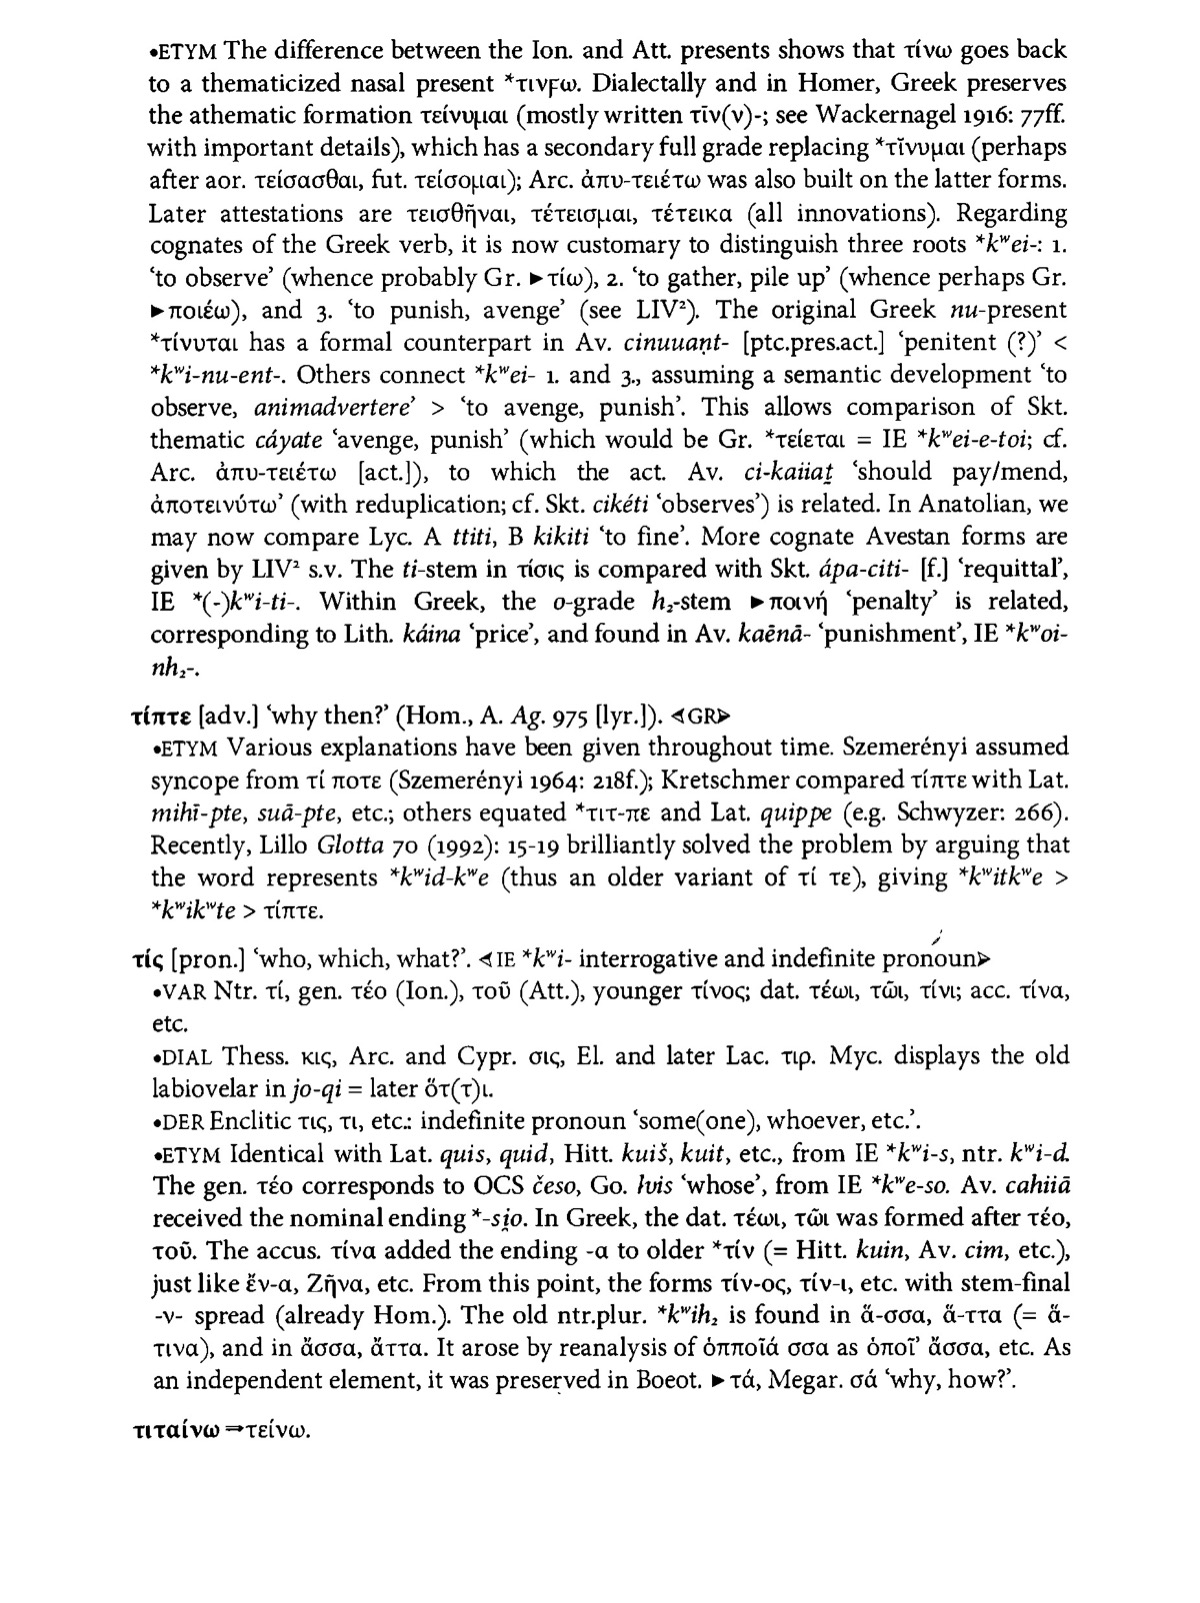 •ETYM The difference between the Ion. and Att. presents shows that τίνω goes back
to a thematicized nasal present *τινϝω. Dialectally and in Homer, Greek preserves
the athematic formation τείνυμαι (mostly written τῑν(ν)-; see Wackernagel 1916: 77ff.
with important details), which has a secondary full grade replacing *τῐνυμαι (perhaps
after aor. τείσασθαι, fut. τείσομαι); Arc. ἀπυ-τειέτω was also built on the latter forms.
Later attestations are τεισθῆναι, τέτεισμαι, τέτεικα (all innovations). Regarding
cognates of the Greek verb, it is now customary to distinguish three roots *kʷei-: 1.
‘to observe’ (whence probably Gr. ►τίω), 2. ‘to gather, pile up’ (whence perhaps Gr.
►ποιέω), and 3. ‘to punish, avenge’ (see LIV²). The original Greek nu-present
*τίνυται has a formal counterpart in Av. cinuuaṇt- [ptc.pres.act.] ‘penitent (?)’ <
*kʷi-nu-ent-. Others connect *kʷei- 1. and 3., assuming a semantic development ‘to
observe, animadvertere’ > ‘to avenge, punish’. This allows comparison of Skt.
thematic cáyate ‘avenge, punish’ (which would be Gr. *τείεται = IE *kʷei-e-toi; cf.
Arc. ἀπυ-τειέτω [act.]), to which the act. Av. ci-kaiiat̰ ‘should pay/mend,
ἀποτεινύτω’ (with reduplication; cf. Skt. cikéti ‘observes’) is related. In Anatolian, we
may now compare Lyc. A ttiti, B kikiti ‘to fine’. More cognate Avestan forms are
given by LIV² s.v. The ti-stem in τίσις is compared with Skt. ápa-citi- [f.] ‘requittal’,
IE *(-)kʷi-ti-. Within Greek, the o-grade h₂-stem ►ποινή ‘penalty’ is related,
corresponding to Lith. káina ‘price’, and found in Av. kaēnā- ‘punishment’, IE *kʷoi-
nh₂-.
τίπτε [adv.] ‘why then?’ (Hom., A. Ag. 975 [lyr.]). ⊰GR⊱
•ETYM Various explanations have been given throughout time. Szemerényi assumed
syncope from τί ποτε (Szemerényi 1964: 218f.); Kretschmer compared τίπτε with Lat.
mihī-pte, suā-pte, etc.; others equated *τιτ-πε and Lat. quippe (e.g. Schwyzer: 266).
Recently, Lillo Glotta 70 (1992): 15-19 brilliantly solved the problem by arguing that
the word represents *kʷid-kʷe (thus an older variant of τί τε), giving *kʷitkʷe >
*kʷikʷte > τίπτε.
τίς [pron.] ‘who, which, what?’. ⊰IE *kʷi- interrogative and indefinite pronoun⊱
•VAR Ntr. τί, gen. τέο (Ion.), τοῦ (Att.), younger τίνος; dat. τέωι, τῶι, τίνι; acc. τίνα,
etc.
•DIAL Thess. κις, Arc. and Cypr. σις, El. and later Lac. τιρ. Myc. displays the old
labiovelar in jo-qi = later ὅτ(τ)ι.
•DER Enclitic τις, τι, etc.: indefinite pronoun ‘some(one), whoever, etc.’.
•ETYM Identical with Lat. quis, quid, Hitt. kuiš, kuit, etc., from IE *kʷi-s, ntr. kʷi-d.
The gen. τέο corresponds to OCS česo, Go. ƕis ‘whose’, from IE *kʷe-so. Av. cahiiā
received the nominal ending *-si̯o. In Greek, the dat. τέωι, τῶι was formed after τέο,
τοῦ. The accus. τίνα added the ending -α to older *τίν (= Hitt. kuin, Av. cim, etc.),
just like ἕν-α, Ζῆνα, etc. From this point, the forms τίν-ος, τίν-ι, etc. with stem-final
-ν- spread (already Hom.). The old ntr.plur. *kʷih₂ is found in ἅ-σσα, ἅ-ττα (= ἅ-
τινα), and in ἄσσα, ἄττα. It arose by reanalysis of ὁπποῖά σσα as ὁποῖ’ ἄσσα, etc. As
an independent element, it was preserved in Boeot. ►τά, Megar. σά ‘why, how?’.
τιταίνω ⇒τείνω.